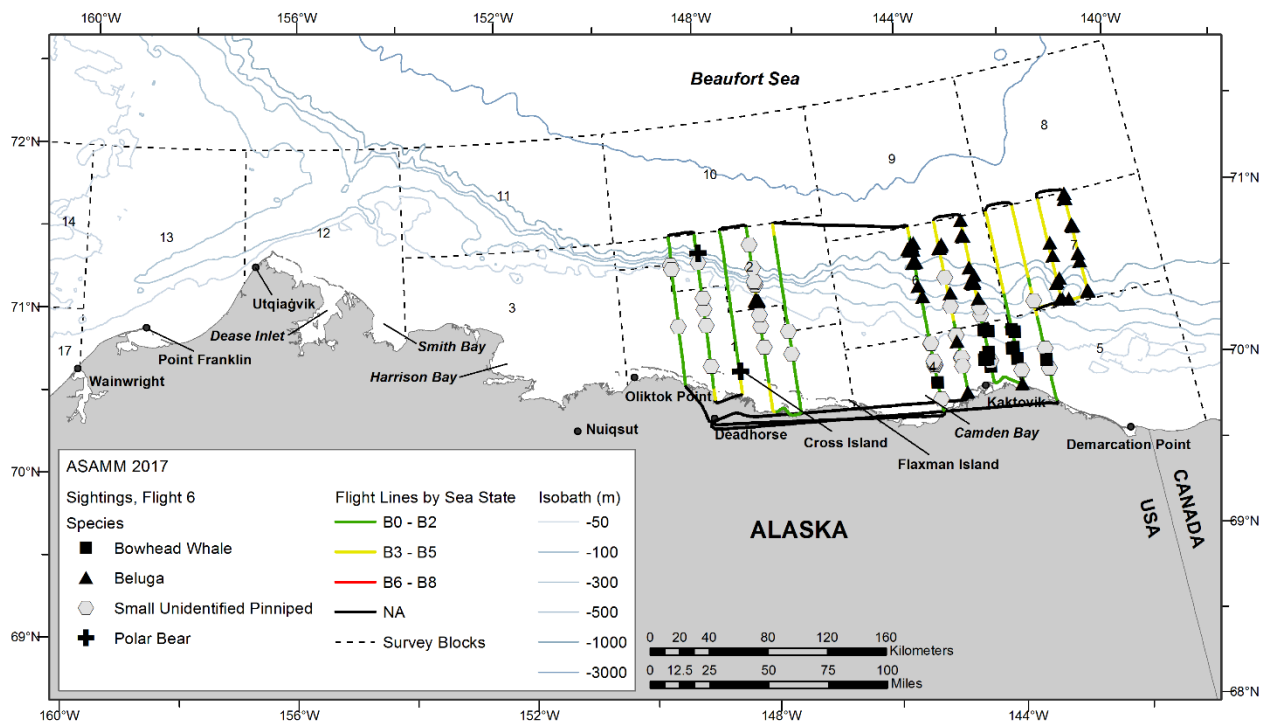 160°W 156°W 152°W 148°W 144°W 140°W
Beaufort Sea
72°N
8
9
71°N
10
11
14
13
12
7
2
6
Utqiaġvik
3
71°N
Dease Inlet
Smith Bay
Point Franklin
1
5
70°N
17
Harrison Bay
4
Wainwright
Oliktok Point
Kaktovik
Nuiqsut
Deadhorse
Cross Island
Camden Bay
Demarcation Point
Flaxman Island
70°N
ASAMM 2017
Sightings, Flight 6
Species
Bowhead Whale
Beluga
Small Unidentified Pinniped
Polar Bear
Flight Lines by Sea State
B0 - B2
B3 - B5
B6 - B8
NA
Survey Blocks
Isobath (m)
-50
-100
-300
-500
-1000
-3000
ALASKA
CANADA
USA
69°N
0 20 40 80 120 160
Kilometers
0 12.5 25 50 75 100
Miles
69°N
68°N
160°W 156°W 152°W 148°W 144°W